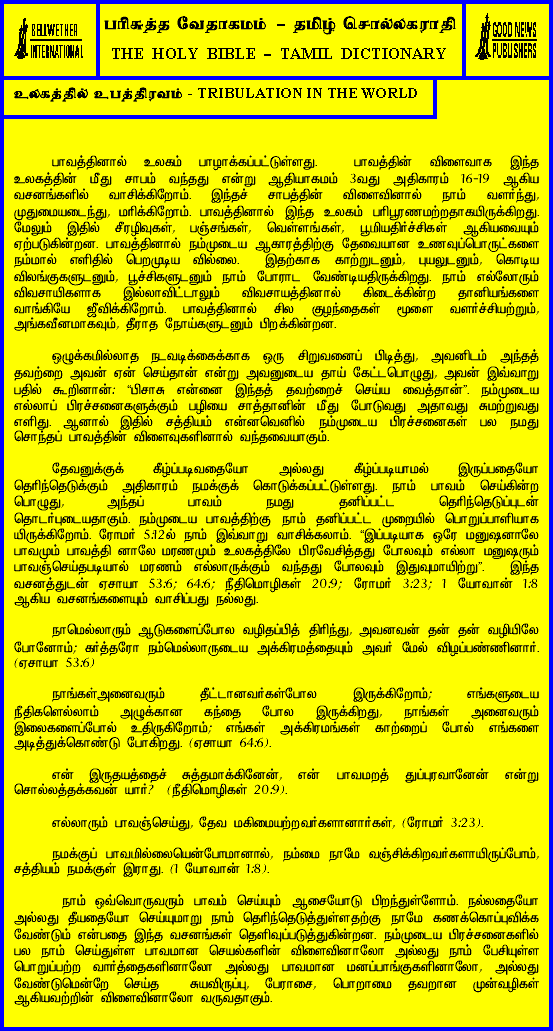 BELLWETHER
INTERNATIONAL
பரிசுத்த வேதாகமம் – தமிழ் சொல்லகராதி
THE HOLY BIBLE – TAMIL DICTIONARY
GOOD NEWS
PUBLISHERS
உலகத்தில் உபத்திரவம் - TRIBULATION IN THE WORLD
பாவத்தினால் உலகம் பாழாக்கப்பட்டுள்ளது. பாவத்தின் விளைவாக இந்த
உலகத்தின் மீது சாபம் வந்தது என்று ஆதியாகமம் 3வது அதிகாரம் 16-19 ஆகிய
வசனங்களில் வாசிக்கிறோம். இந்தச் சாபத்தின் விளைவினால் நாம் வளர்ந்து,
முதுமையடைந்து, மரிக்கிறோம். பாவத்தினால் இந்த உலகம் பரிபூரணமற்றதாகயிருக்கிறது.
மேலும் இதில் சீரழிவுகள், பஞ்சங்கள், வெள்ளங்கள், பூமியதிர்ச்சிகள் ஆகியவையும்
ஏற்படுகின்றன. பாவத்தினால் நம்முடைய ஆகாரத்திற்கு தேவையான உணவுப்பொருட்களை
நம்மால் எளிதில் பெறமுடிய வில்லை. இதற்காக காற்றுடனும், புயலுடனும், கொடிய
விலங்குகளுடனும், பூச்சிகளுடனும் நாம் போராட வேண்டியதிருக்கிறது. நாம் எல்லோரும்
விவசாயிகளாக இல்லாவிட்டாலும் விவசாயத்தினால் கிடைக்கின்ற தானியங்களை
வாங்கியே ஜீவிக்கிறோம். பாவத்தினால் சில குழந்தைகள் மூளை வளர்ச்சியற்றும்,
அங்கவீனமாகவும், தீராத நோய்களுடனும் பிறக்கின்றன.
ஒழுக்கமில்லாத நடவடிக்கைக்காக ஒரு சிறுவனைப் பிடித்து, அவனிடம் அந்தத்
தவற்றை அவன் ஏன் செய்தான் என்று அவனுடைய தாய் கேட்டபொழுது, அவன் இவ்வாறு
பதில் கூறினான்: “பிசாசு என்னை இந்தத் தவற்றைச் செய்ய வைத்தான்”. நம்முடைய
எல்லாப் பிரச்சனைகளுக்கும் பழியை சாத்தானின் மீது போடுவது அதாவது சுமற்றுவது
எளிது. ஆனால் இதில் சத்தியம் என்னவெனில் நம்முடைய பிரச்சனைகள் பல நமது
சொந்தப் பாவத்தின் விளைவுகளினால் வந்தவையாகும்.
தேவனுக்குக் கீழ்ப்படிவதையோ அல்லது கீழ்ப்படியாமல் இருப்பதையோ
தெரிந்தெடுக்கும் அதிகாரம் நமக்குக் கொடுக்கப்பட்டுள்ளது. நாம் பாவம் செய்கின்ற
பொழுது, அந்தப் பாவம் நமது தனிப்பட்ட தெரிந்தெடுப்புடன்
தொடர்புடையதாகும். நம்முடைய பாவத்திற்கு நாம் தனிப்பட்ட முறையில் பொறுப்பாளியாக
யிருக்கிறோம். ரோமர் 5:12ல் நாம் இவ்வாறு வாசிக்கலாம். “இப்படியாக ஒரே மனுஷனாலே
பாவமும் பாவத்தி னாலே மரணமும் உலகத்திலே பிரவேசித்தது போலவும் எல்லா மனுஷரும்
பாவஞ்செய்தபடியால் மரணம் எல்லாருக்கும் வந்தது போலவும் இதுவுமாயிற்று”. இந்த
வசனத்துடன் ஏசாயா 53:6; 64:6; நீதிமொழிகள் 20:9; ரோமர் 3:23; 1 யோவான் 1:8
ஆகிய வசனங்களையும் வாசிப்பது நல்லது.
நாமெல்லாரும் ஆடுகளைப்போல வழிதப்பித் திரிந்து, அவனவன் தன் தன் வழியிலே
போனோம்; கர்த்தரோ நம்மெல்லாருடைய அக்கிரமத்தையும் அவர் மேல் விழப்பண்ணினார்.
(ஏசாயா 53:6)
நாங்கள்அனைவரும் தீட்டானவர்கள்போல இருக்கிறோம்; எங்களுடைய
நீதிகளெல்லாம் அழுக்கான கந்தை போல இருக்கிறது, நாங்கள் அனைவரும்
இலைகளைப்போல் உதிருகிறோம்; எங்கள் அக்கிரமங்கள் காற்றைப் போல் எங்களை
அடித்துக்கொண்டு போகிறது. (ஏசாயா 64:6).
என் இருதயத்தைச் சுத்தமாக்கினேன், என் பாவமறத் துப்புரவானேன் என்று
சொல்லத்தக்கவன் யார்? (நீதிமொழிகள் 20:9).
எல்லாரும் பாவஞ்செய்து, தேவ மகிமையற்றவர்களானார்கள், (ரோமர் 3:23).
நமக்குப் பாவமில்லையென்போமானால், நம்மை நாமே வஞ்சிக்கிறவர்களாயிருப்போம்,
சத்தியம் நமக்குள் இராது. (1 யோவான் 1:8).
நாம் ஒவ்வொருவரும் பாவம் செய்யும் ஆசையோடு பிறந்துள்ளோம். நல்லதையோ
அல்லது தீயதையோ செய்யுமாறு நாம் தெரிந்தெடுத்துள்ளதற்கு நாமே கணக்கொப்புவிக்க
வேண்டும் என்பதை இந்த வசனங்கள் தெளிவுப்படுத்துகின்றன. நம்முடைய பிரச்சனைகளில்
பல நாம் செய்துள்ள பாவமான செயல்களின் விளைவினாலோ அல்லது நாம் பேசியுள்ள
பொறுப்பற்ற வார்த்தைகளினாலோ அல்லது பாவமான மனப்பாங்குகளினாலோ, அல்லது
வேண்டுமென்றே செய்த சுயவிருப்பு, பேராசை, பொறாமை தவறான முன்வழிகள்
ஆகியவற்றின் விளைவினாலோ வருவதாகும்.